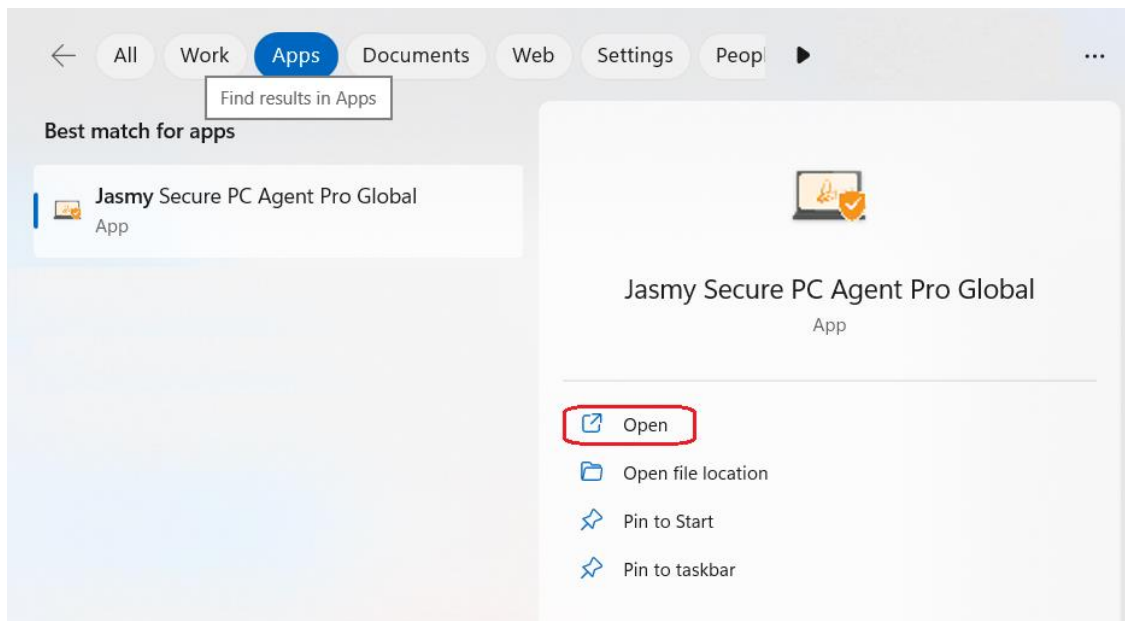 All Work Apps Documents Web Settings Peopl ...
Find results in Apps
Best match for apps
Jasmy Secure PC Agent Pro Global
App
Jasmy Secure PC Agent Pro Global
App
Open
Open file location
Pin to Start
Pin to taskbar